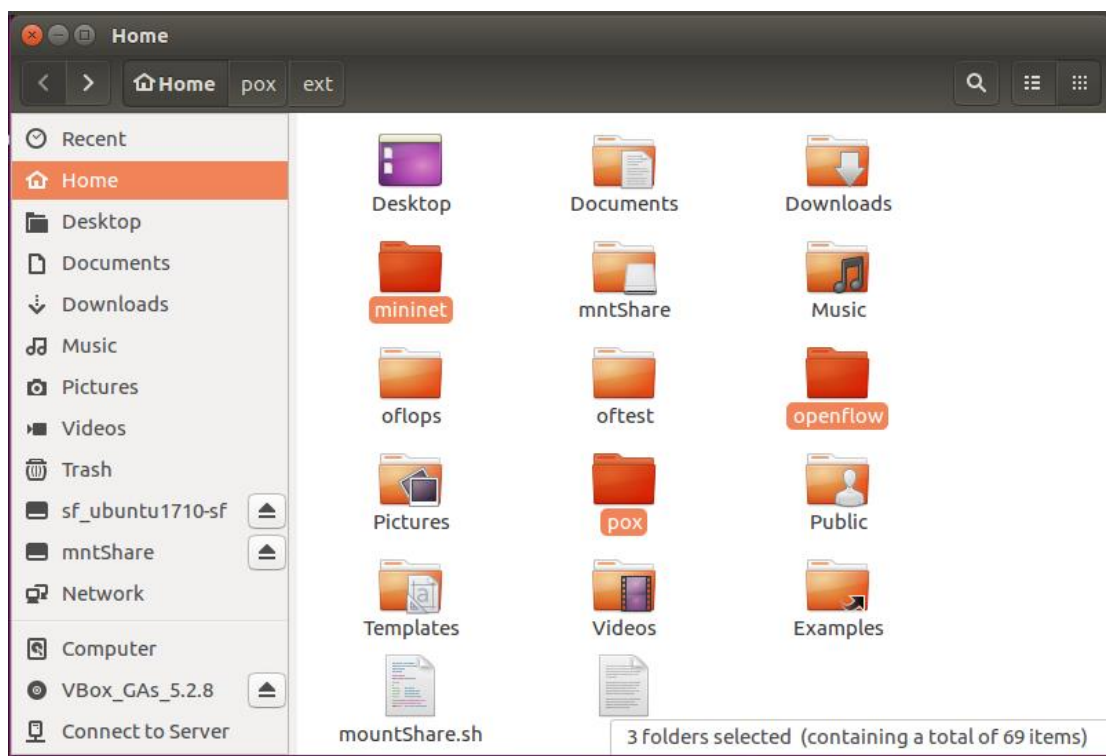 Home
Home pox ext
Recent
Home
Desktop
Documents
Downloads
Music
Pictures
Videos
Trash
sf_ubuntu1710-sf
mntShare
Network
Computer
VBox_GAs_5.2.8
Connect to Server
Desktop Documents Downloads
mininet mntShare Music
oflops oftest openflow
Pictures pox Public
Templates Videos Examples
mountShare.sh
3 folders selected (containing a total of 69 items)